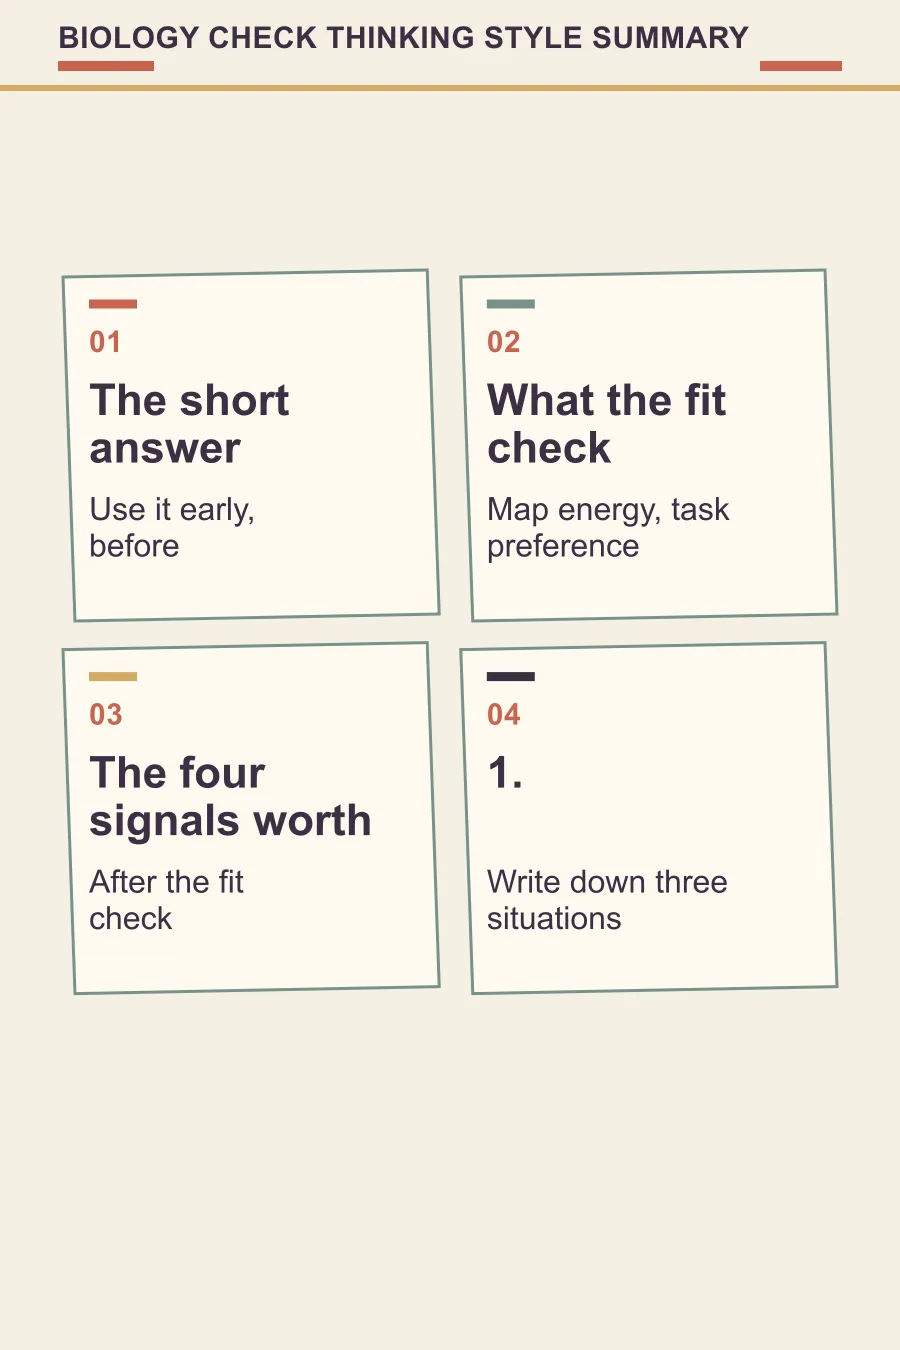 BIOLOGY CHECK THINKING STYLE SUMMARY
01
The short
answer
Use it early,
before
02
What the fit
check
Map energy, task
preference
03
The four
signals worth
After the fit
check
04
1.
Write down three
situations